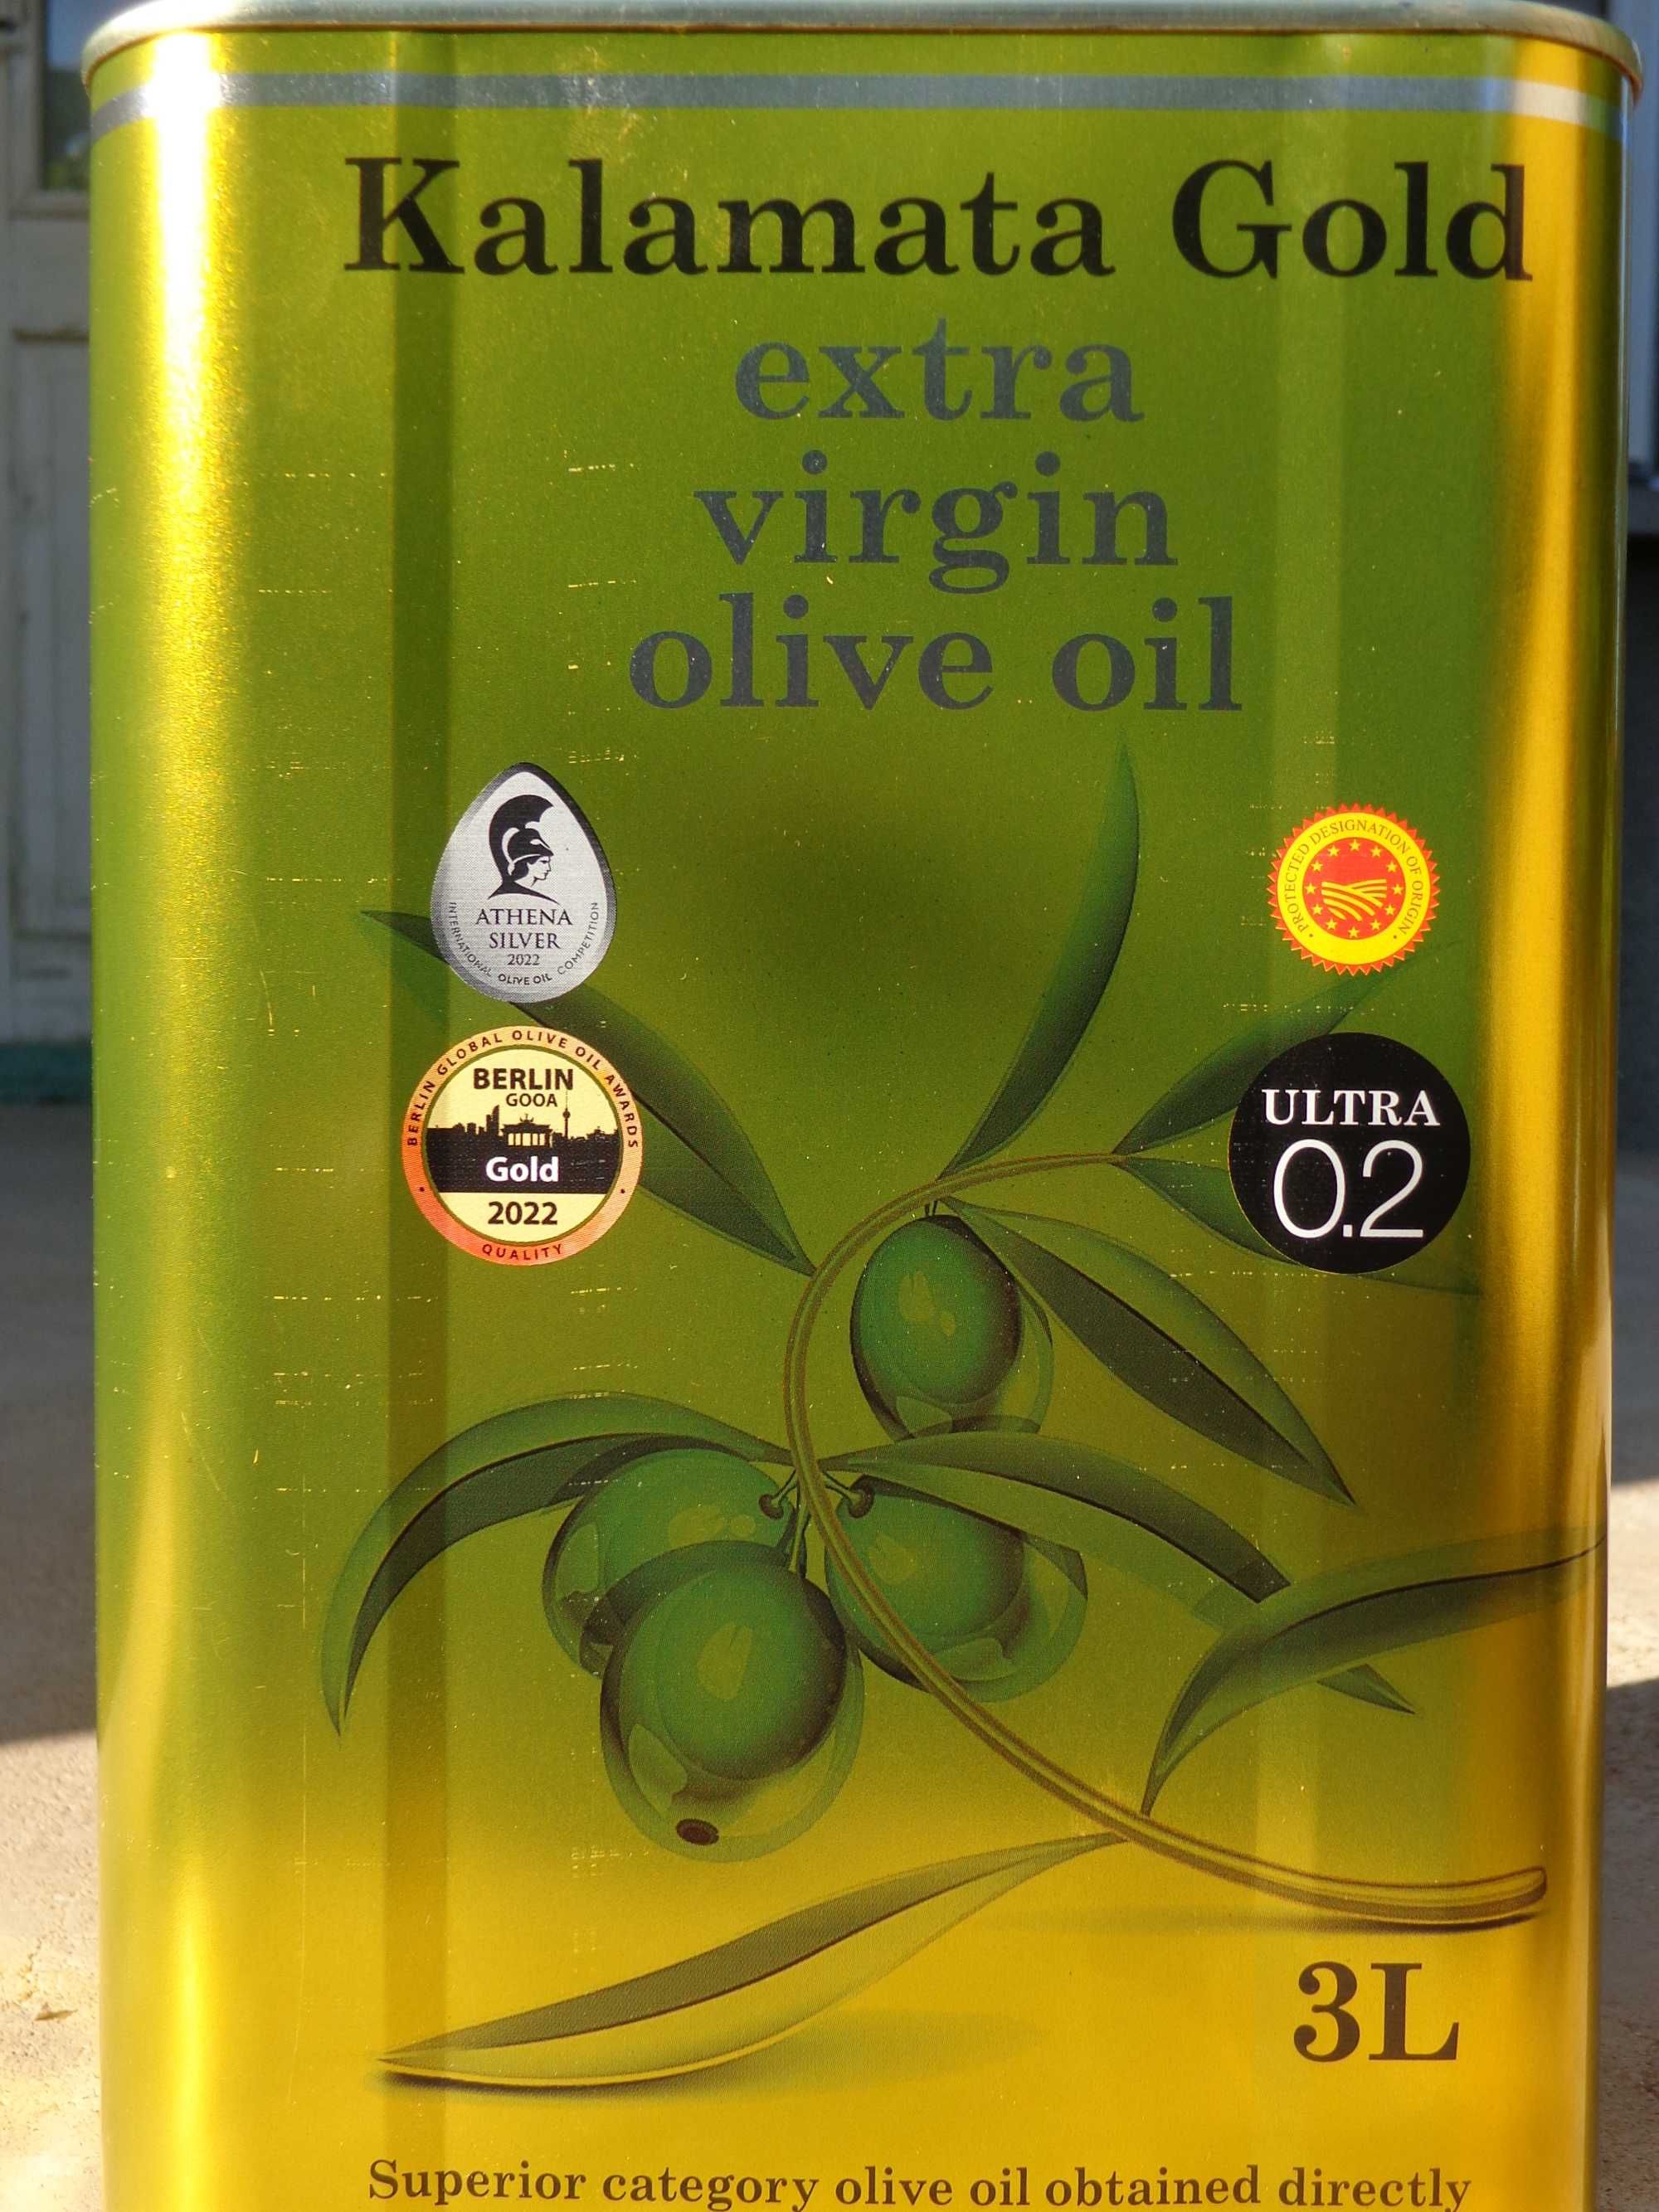 Kalamata Gold
extra
virgin
olive oil
ATHENA
SILVER
2022
INTERNATIONAL OLIVE OIL COMPETITION
PROTECTED DESIGNATION OF ORIGIN
BERLIN GLOBAL OLIVE OIL AWARDS
BERLIN
GOOA
Gold
2022
QUALITY
ULTRA
0.2
3L
Superior category olive oil obtained directly